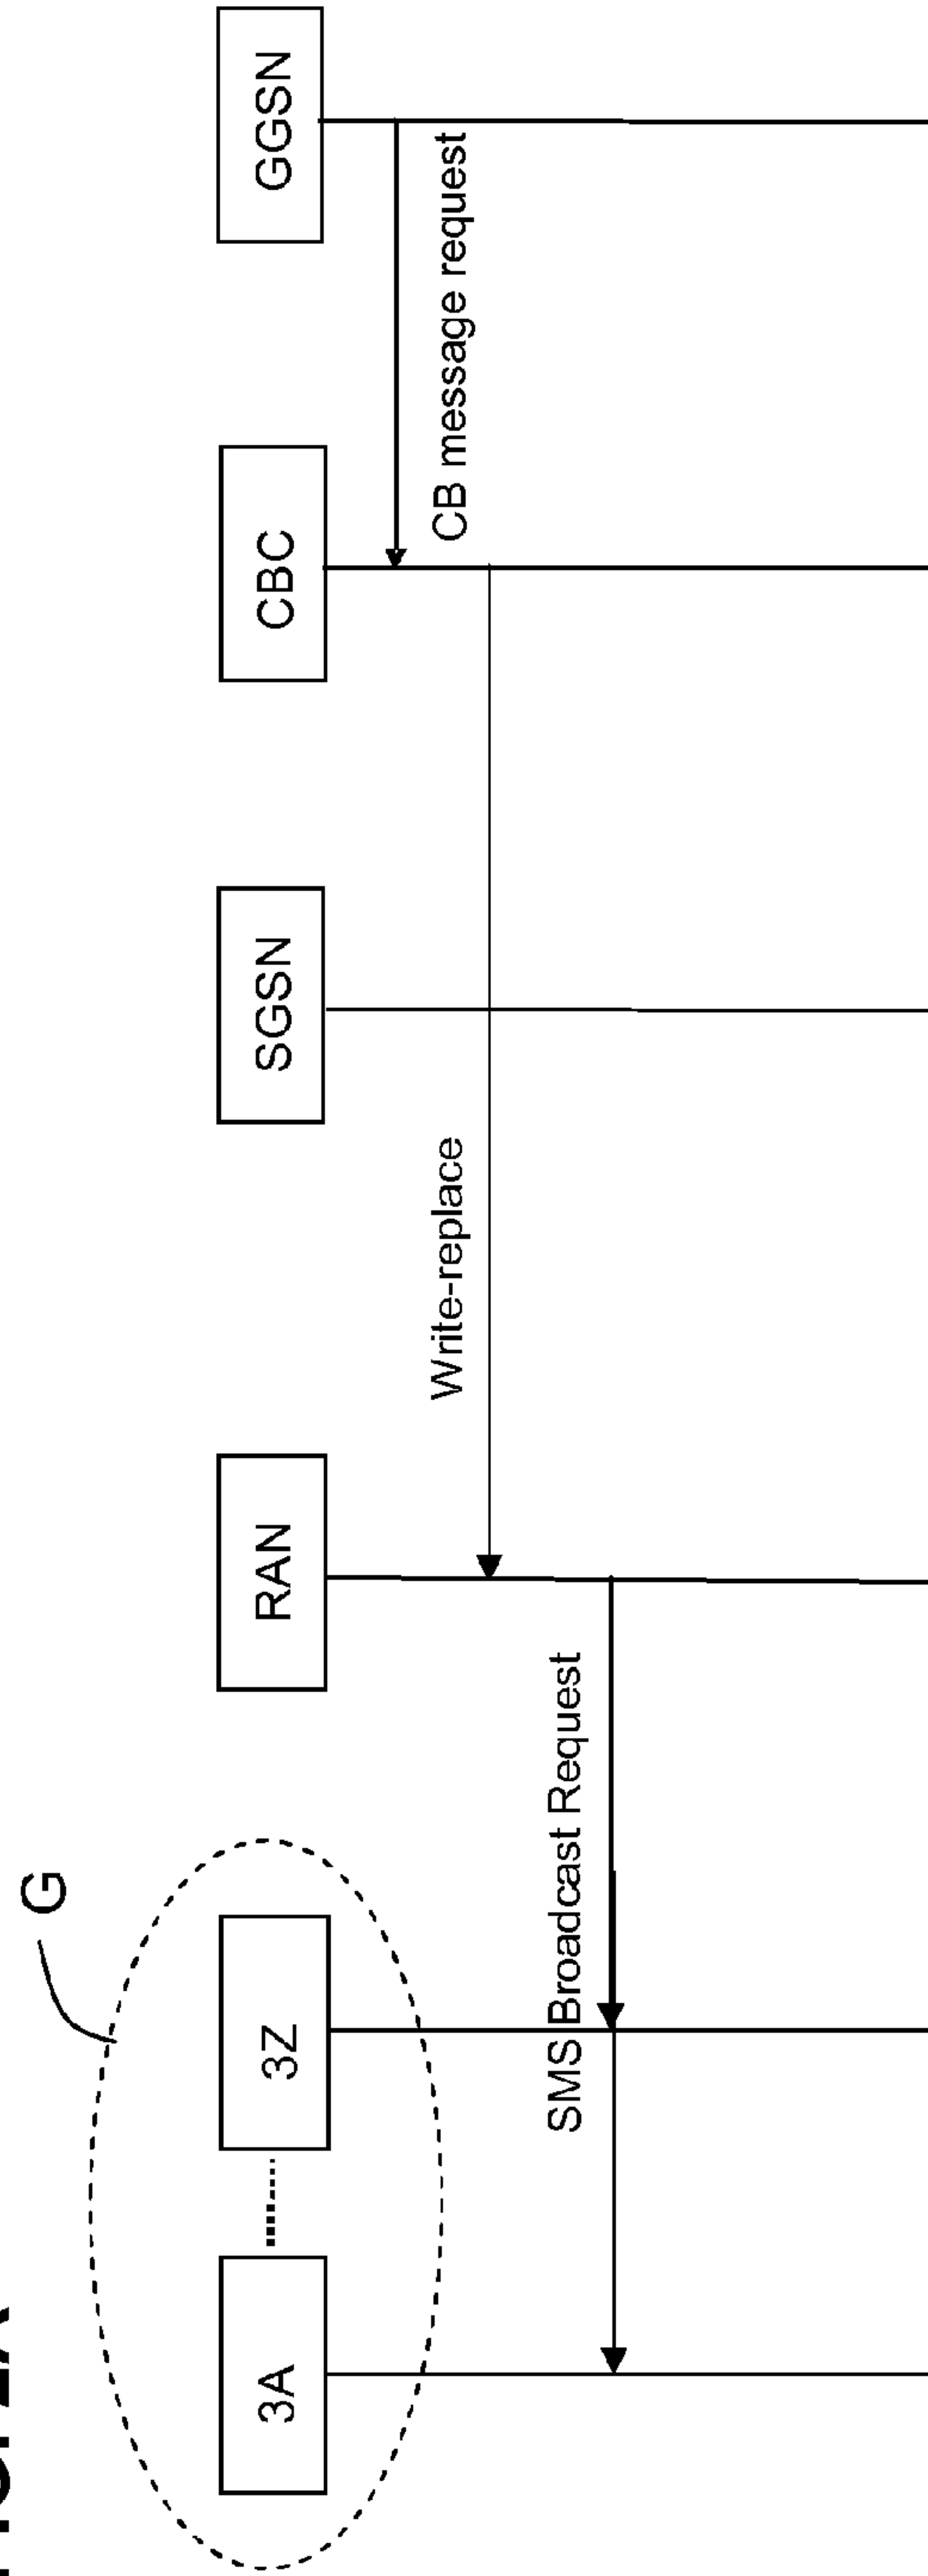 G
3A
3Z
RAN
SGSN
CBC
GGSN
CB message request
Write-replace
SMS Broadcast Request